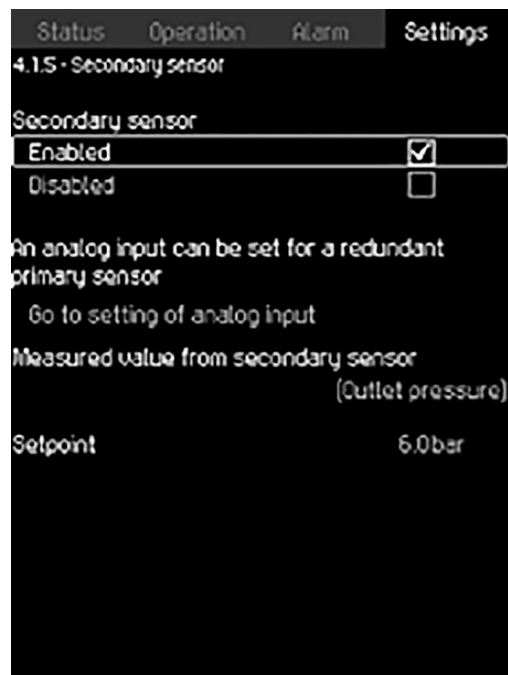 Status Operation Alarm Settings
4.1.5 - Secondary sensor
Secondary sensor
Enabled
Disabled
An analog input can be set for a redundant
primary sensor
Go to setting of analog input
Measured value from secondary sensor
(Outlet pressure)
Setpoint 6.0bar